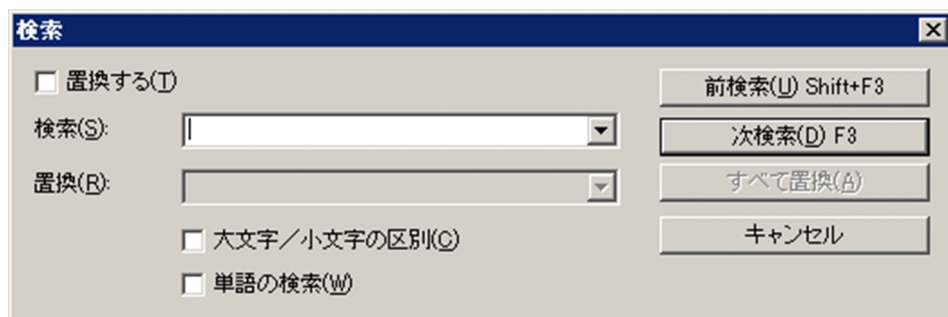 検索
置換する(T)
検索(S):
置換(R):
大文字／小文字の区別(C)
単語の検索(W)
前検索(U) Shift+F3
次検索(D) F3
すべて置換(A)
キャンセル